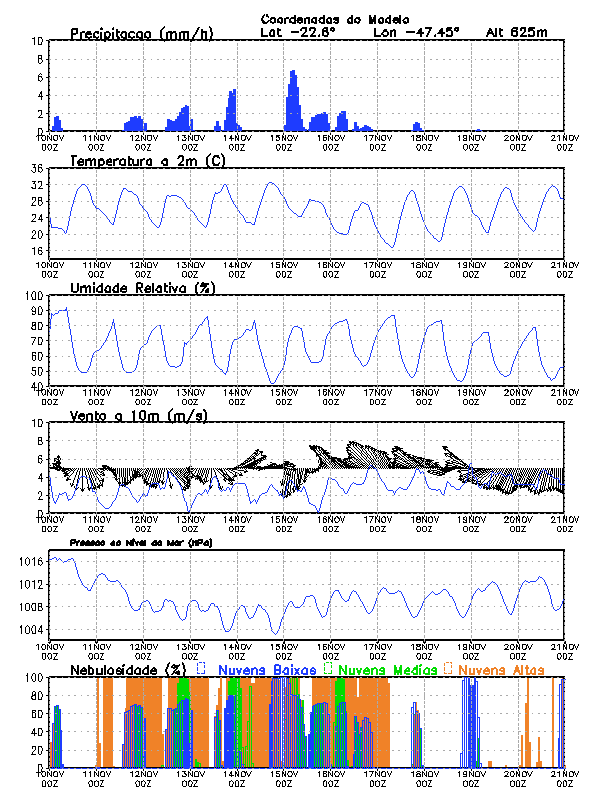 Coordenadas do Modelo
Precipitacao (mm/h) Lat -22.6° Lon -47.45° Alt 625m
10
8
6
4
2
0
10NOV 11NOV 12NOV 13NOV 14NOV 15NOV 16NOV 17NOV 18NOV 19NOV 20NOV 21NOV
00Z 00Z 00Z 00Z 00Z 00Z 00Z 00Z 00Z 00Z 00Z 00Z
Temperatura a 2m (C)
36
32
28
24
20
16
10NOV 11NOV 12NOV 13NOV 14NOV 15NOV 16NOV 17NOV 18NOV 19NOV 20NOV 21NOV
00Z 00Z 00Z 00Z 00Z 00Z 00Z 00Z 00Z 00Z 00Z 00Z
Umidade Relativa (%)
100
90
80
70
60
50
40
10NOV 11NOV 12NOV 13NOV 14NOV 15NOV 16NOV 17NOV 18NOV 19NOV 20NOV 21NOV
00Z 00Z 00Z 00Z 00Z 00Z 00Z 00Z 00Z 00Z 00Z 00Z
Vento a 10m (m/s)
10
8
6
4
2
0
10NOV 11NOV 12NOV 13NOV 14NOV 15NOV 16NOV 17NOV 18NOV 19NOV 20NOV 21NOV
00Z 00Z 00Z 00Z 00Z 00Z 00Z 00Z 00Z 00Z 00Z 00Z
Pressao ao Nivel do Mar (HPa)
1016
1012
1008
1004
10NOV 11NOV 12NOV 13NOV 14NOV 15NOV 16NOV 17NOV 18NOV 19NOV 20NOV 21NOV
00Z 00Z 00Z 00Z 00Z 00Z 00Z 00Z 00Z 00Z 00Z 00Z
Nebulosidade (%) Nuvens Baixas Nuvens Medias Nuvens Altas
100
80
60
40
20
0
10NOV 11NOV 12NOV 13NOV 14NOV 15NOV 16NOV 17NOV 18NOV 19NOV 20NOV 21NOV
00Z 00Z 00Z 00Z 00Z 00Z 00Z 00Z 00Z 00Z 00Z 00Z